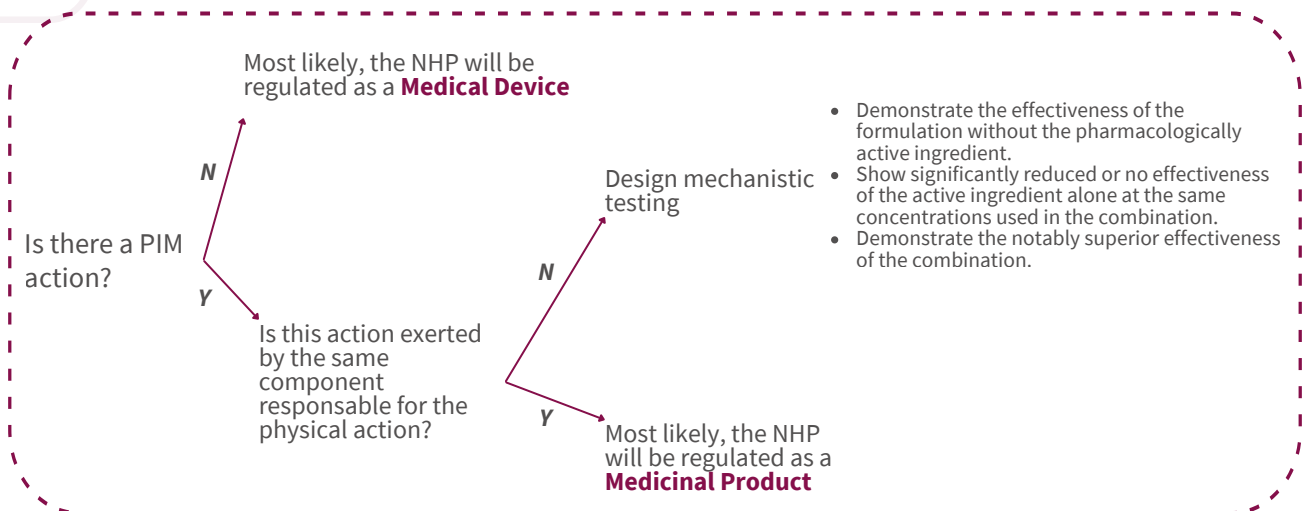 Most likely, the NHP will be
regulated as a Medical Device
N
Is there a PIM
action?
Y
Is this action exerted
by the same
component
responsable for the
physical action?
N
Design mechanistic
testing
• Demonstrate the effectiveness of the
formulation without the pharmacologically
active ingredient.
• Show significantly reduced or no effectiveness
of the active ingredient alone at the same
concentrations used in the combination.
• Demonstrate the notably superior effectiveness
of the combination.
Y
Most likely, the NHP
will be regulated as a
Medicinal Product